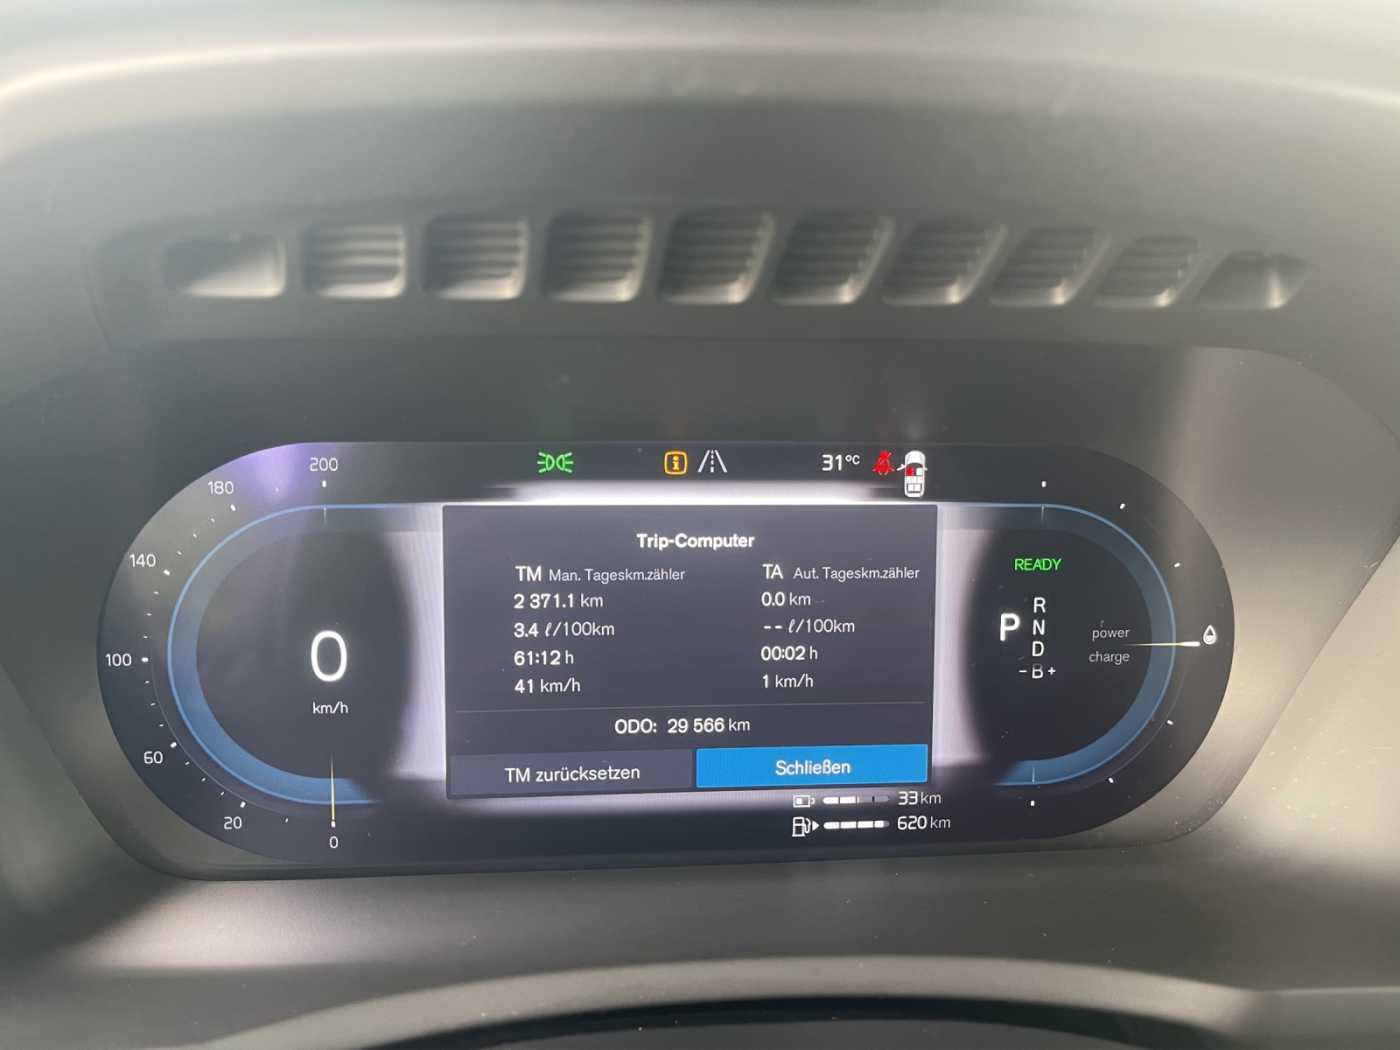 200
180
140
100
60
20
0
31°C
0
km/h
Trip-Computer
TM Man. Tageskm.zähler
2 371.1 km
3.4 ℓ/100km
61:12 h
41 km/h
TA Aut. Tageskm.zähler
0.0 km
-- ℓ/100km
00:02 h
1 km/h
ODO: 29 566 km
TM zurücksetzen
Schließen
33 km
620 km
READY
P
R
N
D
- B +
power
charge